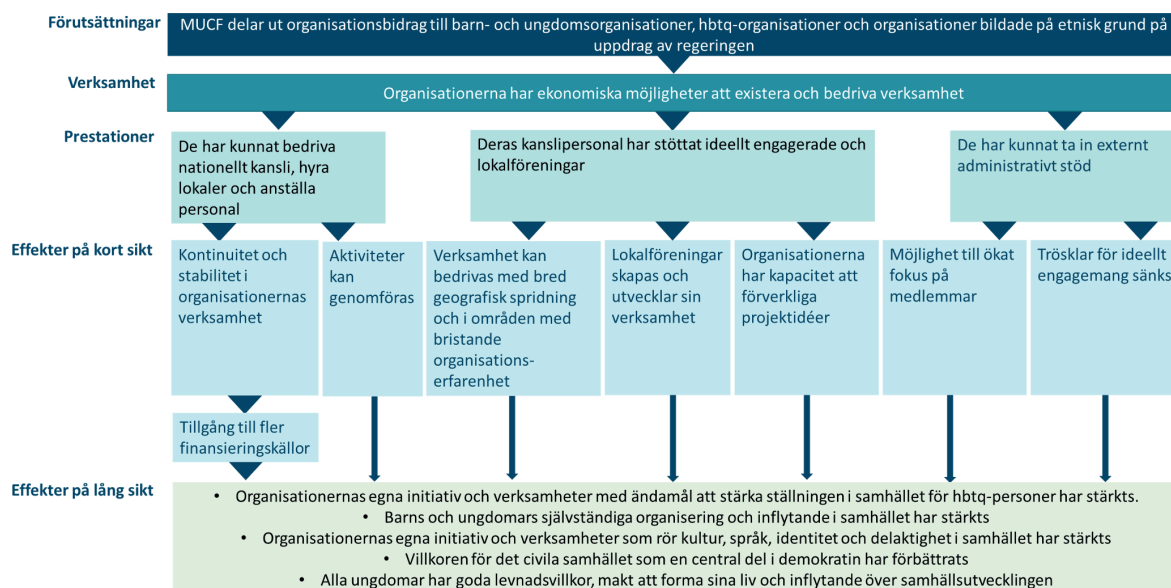 Förutsättningar
MUCF delar ut organisationsbidrag till barn- och ungdomsorganisationer, hbtq-organisationer och organisationer bildade på etnisk grund på
uppdrag av regeringen
Verksamhet
Organisationerna har ekonomiska möjligheter att existera och bedriva verksamhet
Prestationer
De har kunnat bedriva
nationellt kansli, hyra
lokaler och anställa
personal
Deras kanslipersonal har stöttat ideellt engagerade och
lokalföreningar
De har kunnat ta in externt
administrativt stöd
Effekter på kort sikt
Kontinuitet och
stabilitet i
organisationernas
verksamhet
Aktiviteter
kan
genomföras
Verksamhet kan
bedrivas med bred
geografisk spridning
och i områden med
bristande
organisations-
erfarenhet
Lokalföreningar
skapas och
utvecklar sin
verksamhet
Organisationerna
har kapacitet att
förverkliga
projektidéer
Möjlighet till ökat
fokus på
medlemmar
Trösklar för ideellt
engagemang sänks
Tillgång till fler
finansieringskällor
Effekter på lång sikt
• Organisationernas egna initiativ och verksamheter med ändamål att stärka ställningen i samhället för hbtq-personer har stärkts.
• Barns och ungdomars självständiga organisering och inflytande i samhället har stärkts
• Organisationernas egna initiativ och verksamheter som rör kultur, språk, identitet och delaktighet i samhället har stärkts
• Villkoren för det civila samhället som en central del i demokratin har förbättrats
• Alla ungdomar har goda levnadsvillkor, makt att forma sina liv och inflytande över samhällsutvecklingen